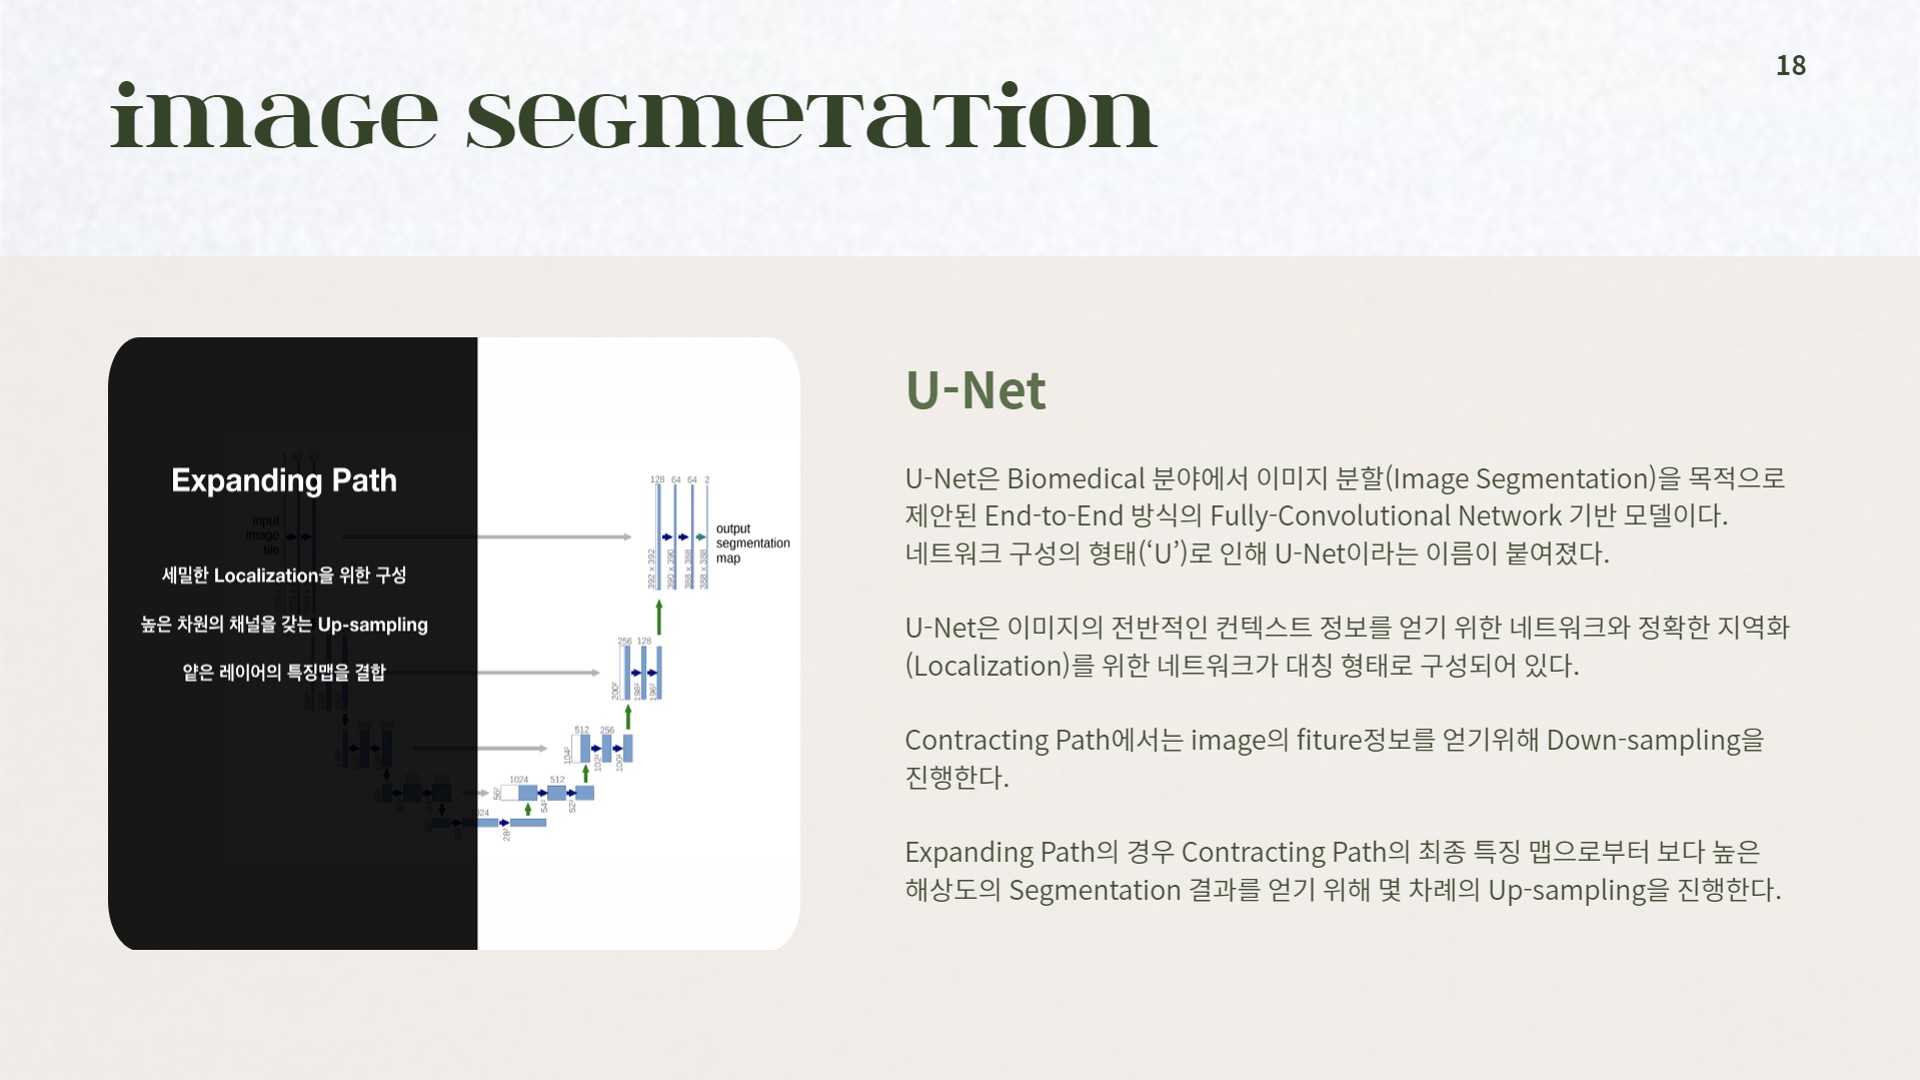 18
image segmetation
Expanding Path
input
image
tile
세밀한 Localization을 위한 구성
높은 차원의 채널을 갖는 Up-sampling
얕은 레이어의 특징맵을 결합
128 64 64 2
output
segmentation
map
392 x 392
390 x 390
388 x 388
388 x 388
256 128
200²
198²
196²
512 256
104²
102²
100²
1024 512
56²
54²
52²
28²
U-Net
U-Net은 Biomedical 분야에서 이미지 분할(Image Segmentation)을 목적으로
제안된 End-to-End 방식의 Fully-Convolutional Network 기반 모델이다.
네트워크 구성의 형태(‘U’)로 인해 U-Net이라는 이름이 붙여졌다.
U-Net은 이미지의 전반적인 컨텍스트 정보를 얻기 위한 네트워크와 정확한 지역화
(Localization)를 위한 네트워크가 대칭 형태로 구성되어 있다.
Contracting Path에서는 image의 fiture정보를 얻기위해 Down-sampling을
진행한다.
Expanding Path의 경우 Contracting Path의 최종 특징 맵으로부터 보다 높은
해상도의 Segmentation 결과를 얻기 위해 몇 차례의 Up-sampling을 진행한다.